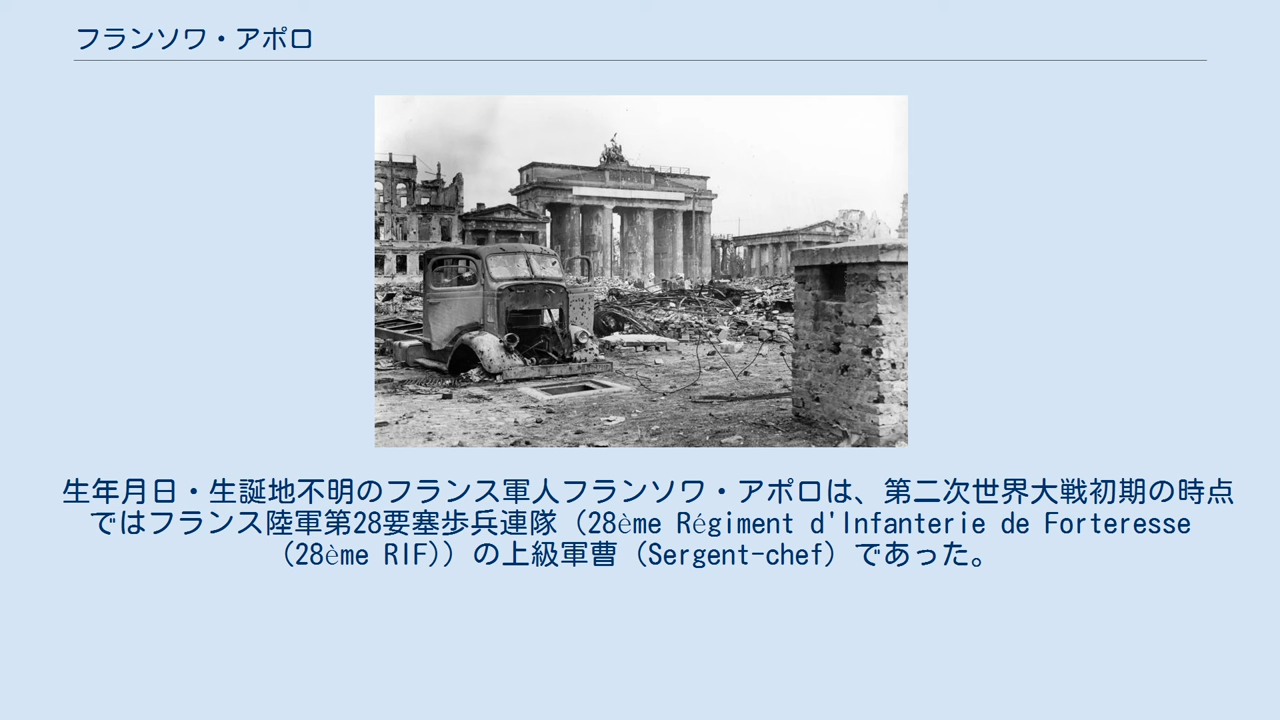 フランソワ・アポロ
生年月日・生誕地不明のフランス軍人フランソワ・アポロは、第二次世界大戦初期の時点
ではフランス陸軍第28要塞歩兵連隊（28ème Régiment d'Infanterie de Forteresse
（28ème RIF)）の上級軍曹（Sergent-chef）であった。